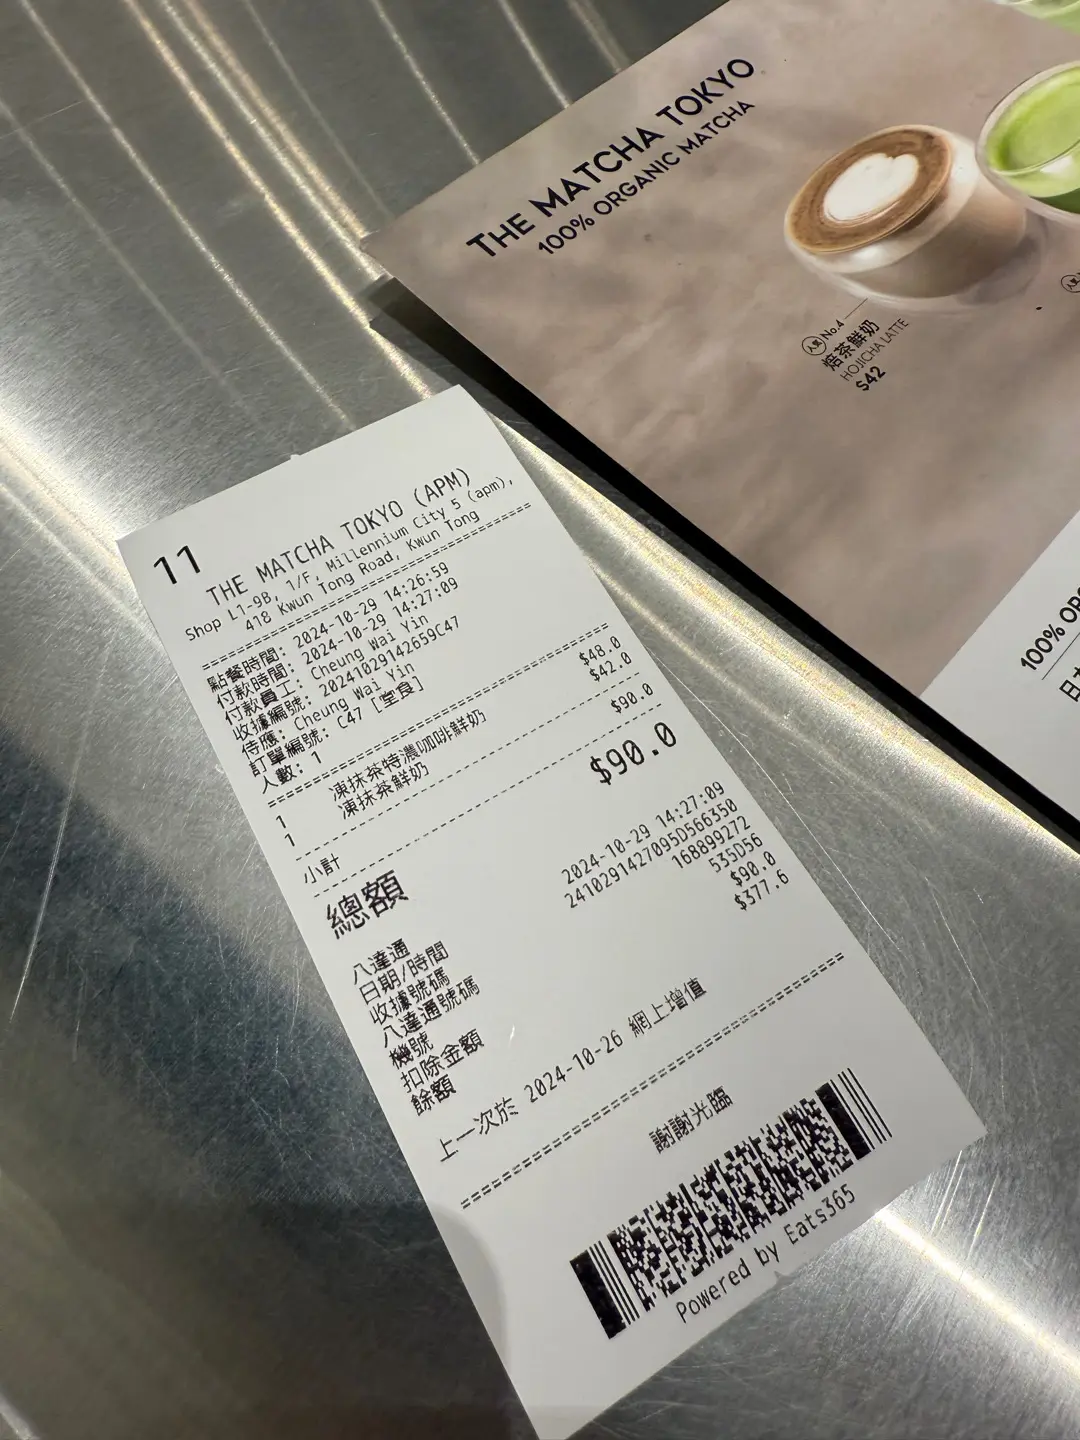 THE MATCHA TOKYO
100% ORGANIC MATCHA
人気 No.4
焙茶鮮奶
HOJICHA LATTE
$42
100% OR
11
THE MATCHA TOKYO (APM)
Shop L1-9B, 1/F, Millennium City 5 (apm),
418 Kwun Tong Road, Kwun Tong
點餐時間: 2024-10-29 14:26:59
付款時間: 2024-10-29 14:27:09
付款員工: Cheung Wai Yin
收據編號: 20241029142659C47
侍應: Cheung Wai Yin
訂單編號: C47 [堂食]
人數: 1
1 凍抹茶特濃咖啡鮮奶 $48.0
1 凍抹茶鮮奶 $42.0
小計 $90.0
總額 $90.0
八達通
日期/時間 2024-10-29 14:27:09
收據號碼 2410291427095D566350
八達通號碼 168899272
機號 535D56
扣除金額 $90.0
餘額 $377.6
上一次於 2024-10-26 網上增值
謝謝光臨
Powered by Eats365